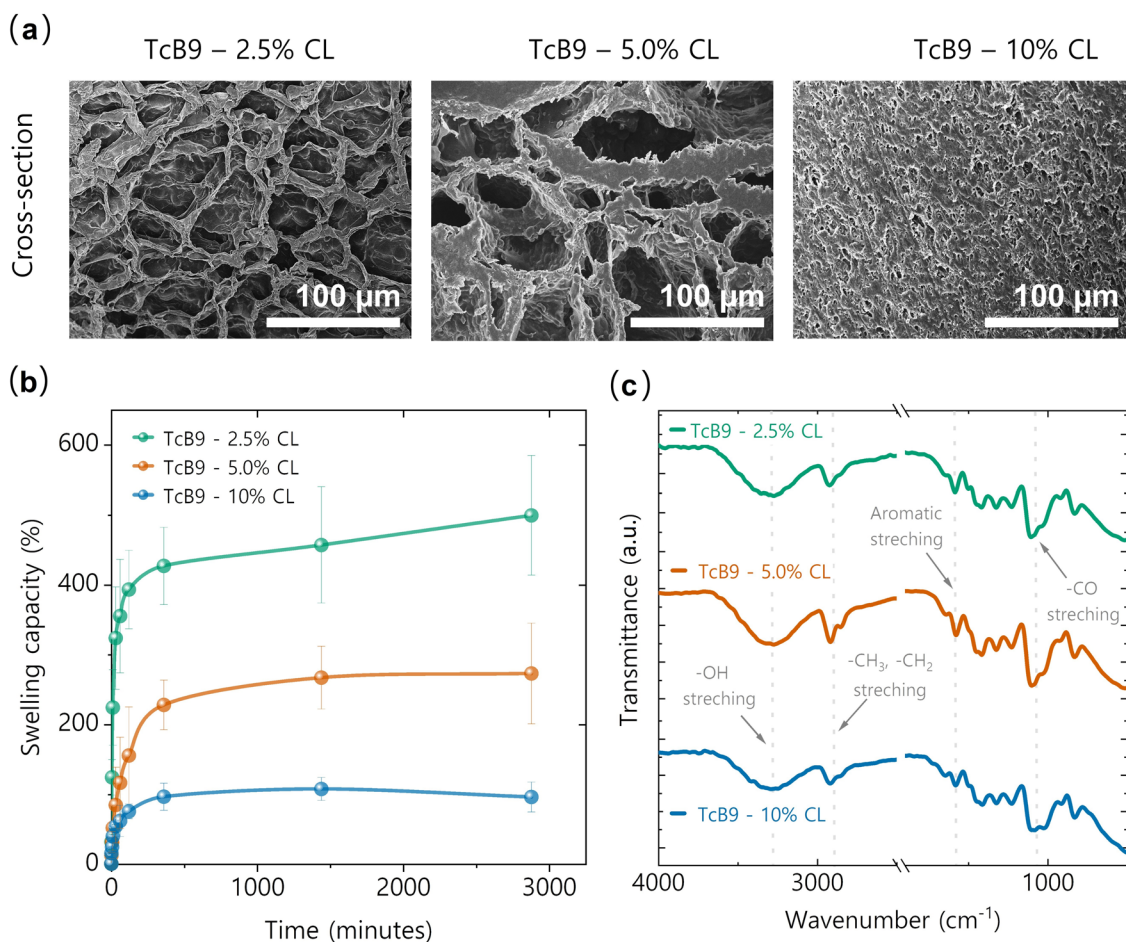 (a)
TcB9 – 2.5% CL
TcB9 – 5.0% CL
TcB9 – 10% CL
Cross-section
100 µm
100 µm
100 µm
(b)
Swelling capacity (%)
600
400
200
0
TcB9 - 2.5% CL
TcB9 - 5.0% CL
TcB9 - 10% CL
0
1000
2000
3000
Time (minutes)
(c)
Transmittance (a.u.)
TcB9 - 2.5% CL
Aromatic
streching
-CO
streching
TcB9 - 5.0% CL
-OH
streching
-CH₃, -CH₂
streching
TcB9 - 10% CL
4000
3000
1000
Wavenumber (cm⁻¹)